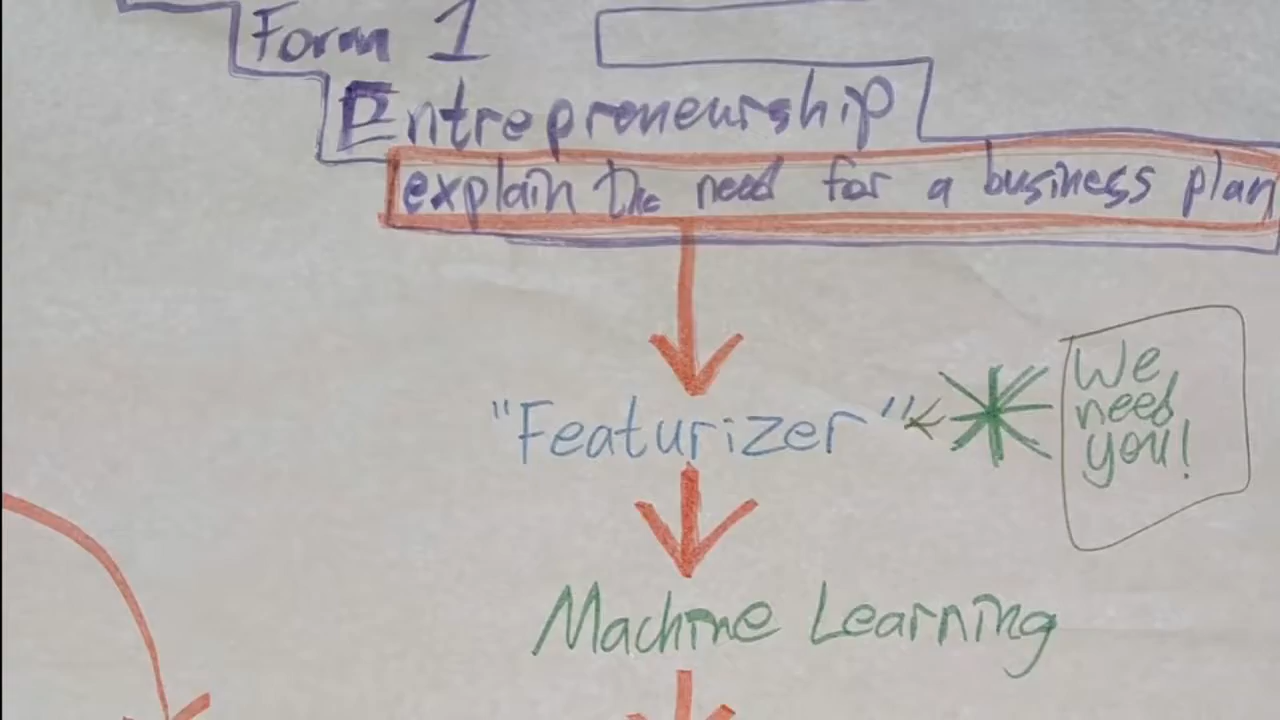 Form 1
Entrepreneurship
explain the need for a business plan
"Featurizer"
We
need
you!
Machine Learning